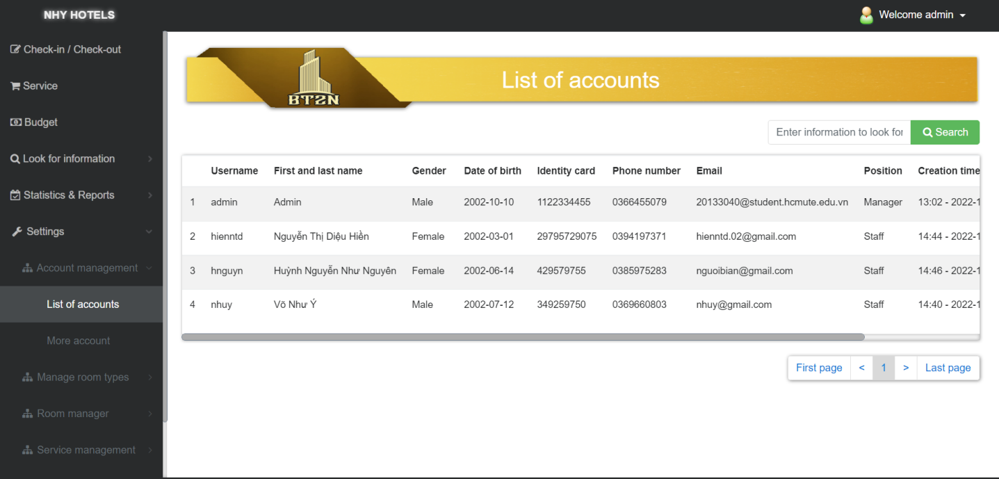 NHY HOTELS
Welcome admin
Check-in / Check-out
Service
Budget
Look for information
Statistics & Reports
Settings
Account management
List of accounts
More account
Manage room types
Room manager
Service management
BT2N
List of accounts
Enter information to look for Search
Username First and last name Gender Date of birth Identity card Phone number Email Position Creation time
1 admin Admin Male 2002-10-10 1122334455 0366455079 20133040@student.hcmute.edu.vn Manager 13:02 - 2022-1
2 hienntd Nguyễn Thị Diệu Hiền Female 2002-03-01 29795729075 0394197371 hienntd.02@gmail.com Staff 14:44 - 2022-1
3 hnguyn Huỳnh Nguyễn Như Nguyên Female 2002-06-14 429579755 0385975283 nguoibian@gmail.com Staff 14:46 - 2022-1
4 nhuy Võ Như Ý Male 2002-07-12 349259750 0369660803 nhuy@gmail.com Staff 14:40 - 2022-1
First page < 1 > Last page